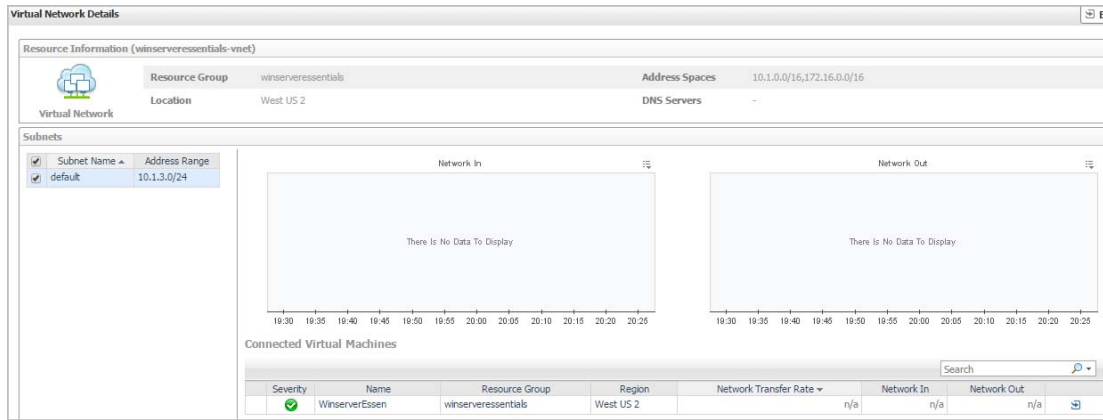 Virtual Network Details
E
Resource Information (winserveressentials-vnet)
Resource Group winserveressentials Address Spaces 10.1.0.0/16,172.16.0.0/16
Location West US 2 DNS Servers -
Virtual Network
Subnets
Subnet Name Address Range
default 10.1.3.0/24
Network In
There Is No Data To Display
19:30 19:35 19:40 19:45 19:50 19:55 20:00 20:05 20:10 20:15 20:20 20:25
Network Out
There Is No Data To Display
19:30 19:35 19:40 19:45 19:50 19:55 20:00 20:05 20:10 20:15 20:20 20:25
Connected Virtual Machines
Search
Severity Name Resource Group Region Network Transfer Rate Network In Network Out
WinserverEssen winserveressentials West US 2 n/a n/a n/a